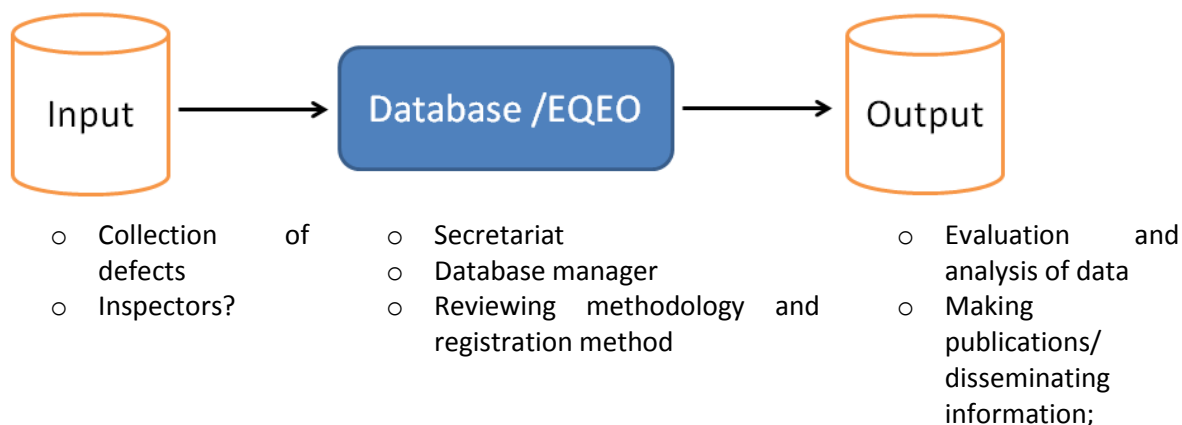 Input
Database /EQEO
Output
o Collection of
defects
o Inspectors?
o Secretariat
o Database manager
o Reviewing methodology and
registration method
o Evaluation and
analysis of data
o Making
publications/
disseminating
information;